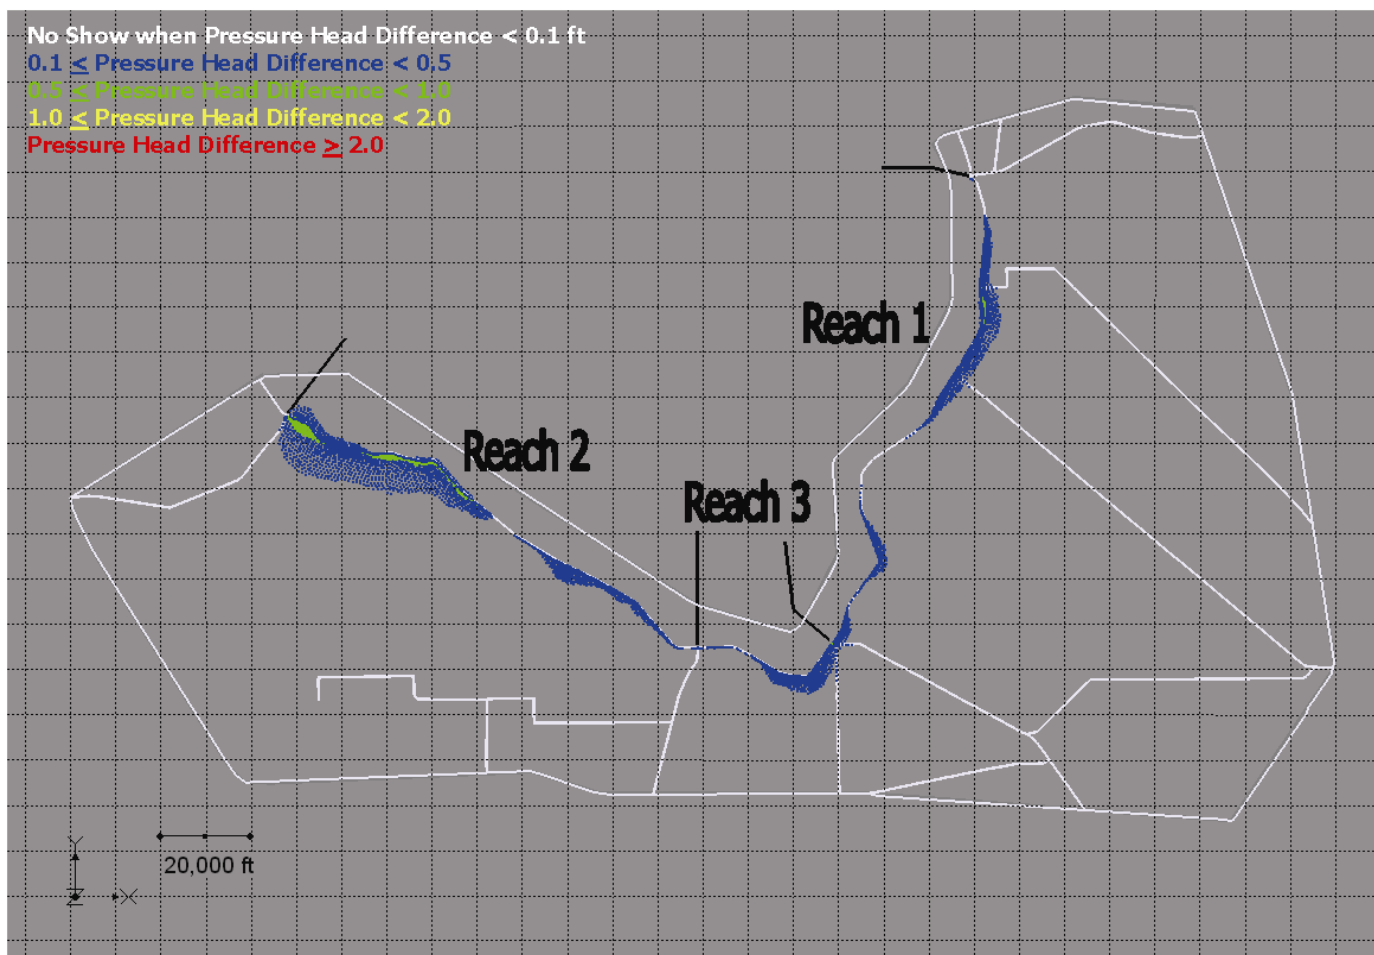 No Show when Pressure Head Difference < 0.1 ft
0.1 ≤ Pressure Head Difference < 0.5
0.5 ≤ Pressure Head Difference < 1.0
1.0 ≤ Pressure Head Difference < 2.0
Pressure Head Difference ≥ 2.0
Reach 1
Reach 2
Reach 3
Y
20,000 ft
Z X